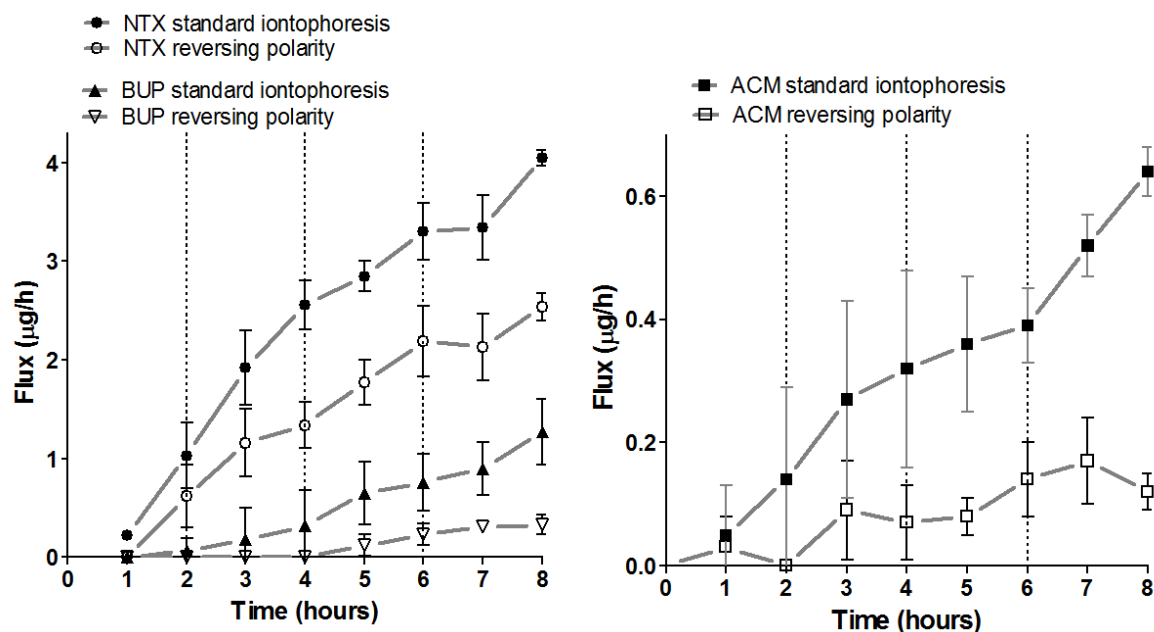 NTX standard iontophoresis
NTX reversing polarity
BUP standard iontophoresis
BUP reversing polarity
4
3
2
1
0
Flux (µg/h)
0 1 2 3 4 5 6 7 8
Time (hours)
ACM standard iontophoresis
ACM reversing polarity
0.6
0.4
0.2
0.0
Flux (µg/h)
0 1 2 3 4 5 6 7 8
Time (hours)